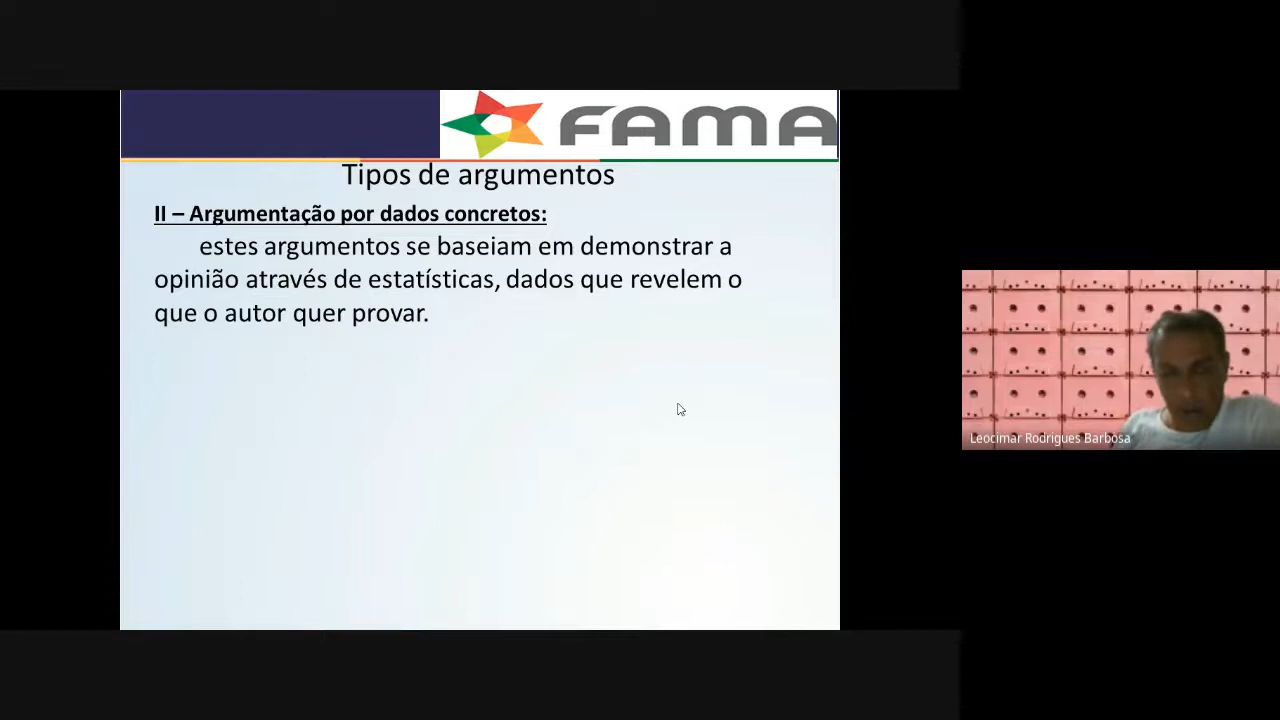 FAMA
Tipos de argumentos
II – Argumentação por dados concretos:
estes argumentos se baseiam em demonstrar a
opinião através de estatísticas, dados que revelem o
que o autor quer provar.
Leocimar Rodrigues Barbosa